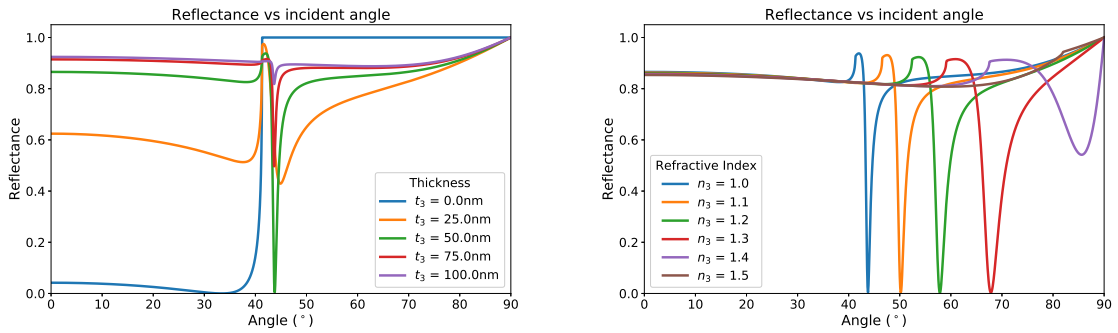 Reflectance vs incident angle
Reflectance
1.0
0.8
0.6
0.4
0.2
0.0
0 10 20 30 40 50 60 70 80 90
Angle (°)
Thickness
t₃ = 0.0nm
t₃ = 25.0nm
t₃ = 50.0nm
t₃ = 75.0nm
t₃ = 100.0nm
Reflectance vs incident angle
Reflectance
1.0
0.8
0.6
0.4
0.2
0.0
0 10 20 30 40 50 60 70 80 90
Angle (°)
Refractive Index
n₃ = 1.0
n₃ = 1.1
n₃ = 1.2
n₃ = 1.3
n₃ = 1.4
n₃ = 1.5